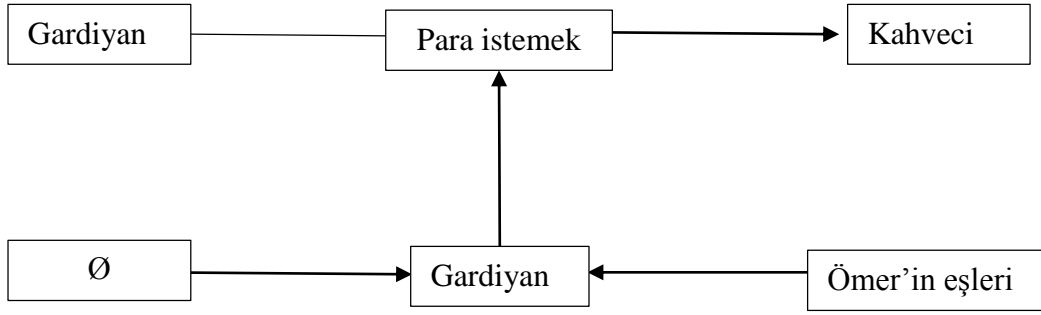 Gardiyan
Para istemek
Kahveci
Ø
Gardiyan
Ömer’in eşleri